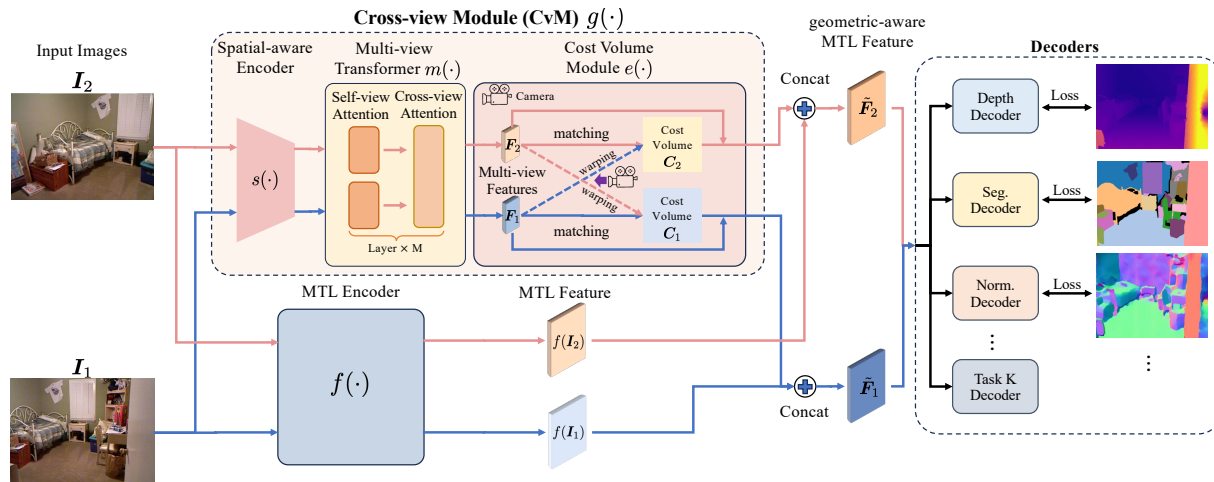 Cross-view Module (CvM) g(·)
Input Images
I₂
Spatial-aware
Encoder
s(·)
Multi-view
Transformer m(·)
Self-view
Attention
Cross-view
Attention
Layer × M
Cost Volume
Module e(·)
Camera
F₂
matching
Cost
Volume
C₂
warping
warping
Multi-view
Features
F₁
matching
Cost
Volume
C₁
geometric-aware
MTL Feature
Concat
F̃₂
I₁
MTL Encoder
f(·)
MTL Feature
f(I₂)
f(I₁)
Concat
F̃₁
Decoders
Depth
Decoder
Loss
Seg.
Decoder
Loss
Norm.
Decoder
Loss
⋮
⋮
Task K
Decoder